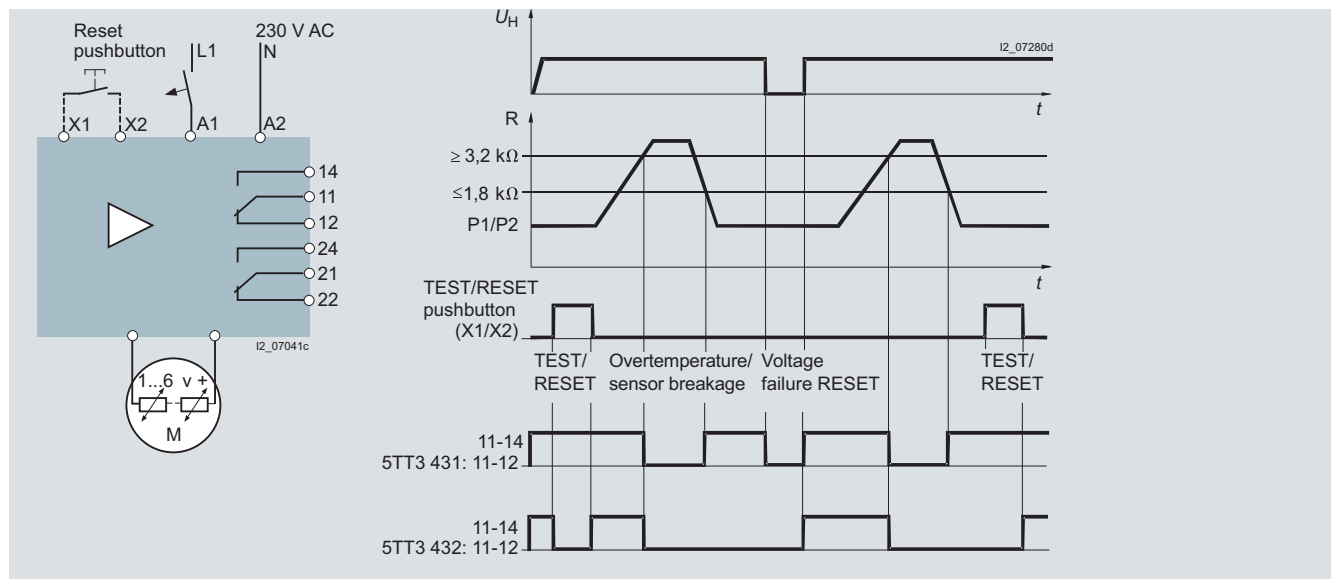 Reset
pushbutton
L1
230 V AC
N
X1
X2
A1
A2
14
11
12
24
21
22
I2_07041c
1...6 v +
M
UH
I2_07280d
t
R
≥ 3,2 kΩ
≤1,8 kΩ
P1/P2
t
TEST/RESET
pushbutton
(X1/X2)
TEST/
RESET
Overtemperature/
sensor breakage
Voltage
failure RESET
TEST/
RESET
11-14
5TT3 431: 11-12
11-14
5TT3 432: 11-12